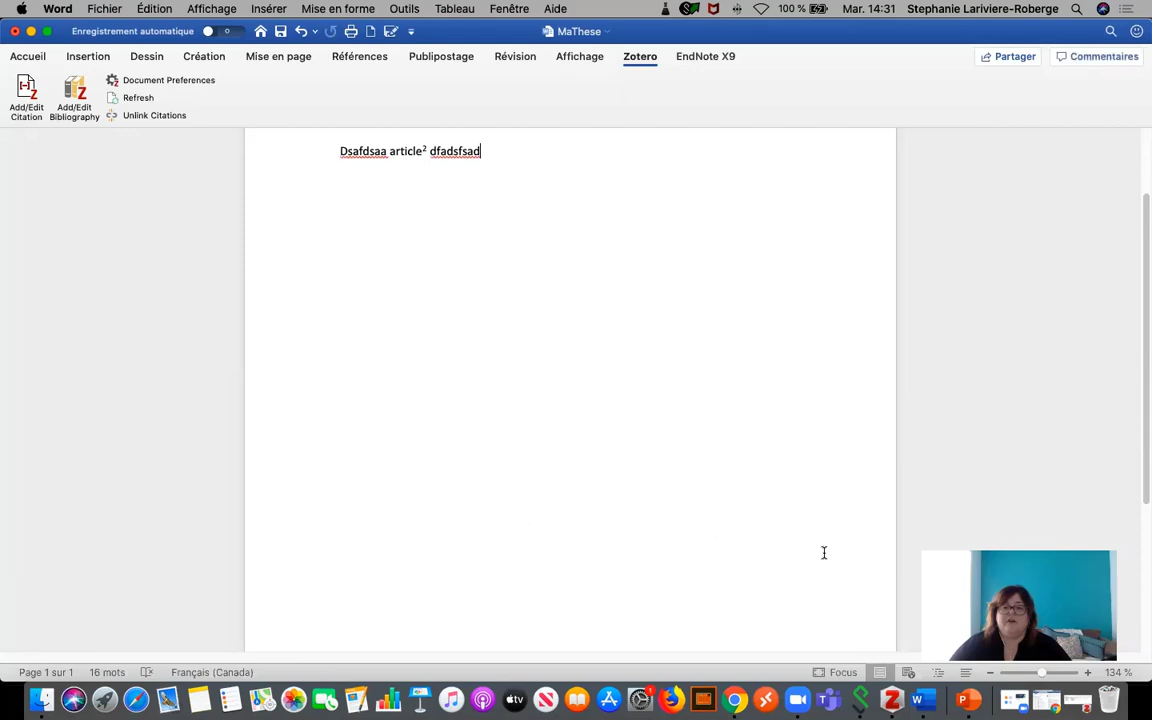 Word Fichier Édition Affichage Insérer Mise en forme Outils Tableau Fenêtre Aide 100 % Mar. 14:31 Stephanie Lariviere-Roberge
Enregistrement automatique MaThese
Accueil Insertion Dessin Création Mise en page Références Publipostage Révision Affichage Zotero EndNote X9 Partager Commentaires
Add/Edit Citation
Add/Edit Bibliography
Document Preferences
Refresh
Unlink Citations
Dsafdsaa article² dfadsfsad
Page 1 sur 1 16 mots Français (Canada) Focus 134 %